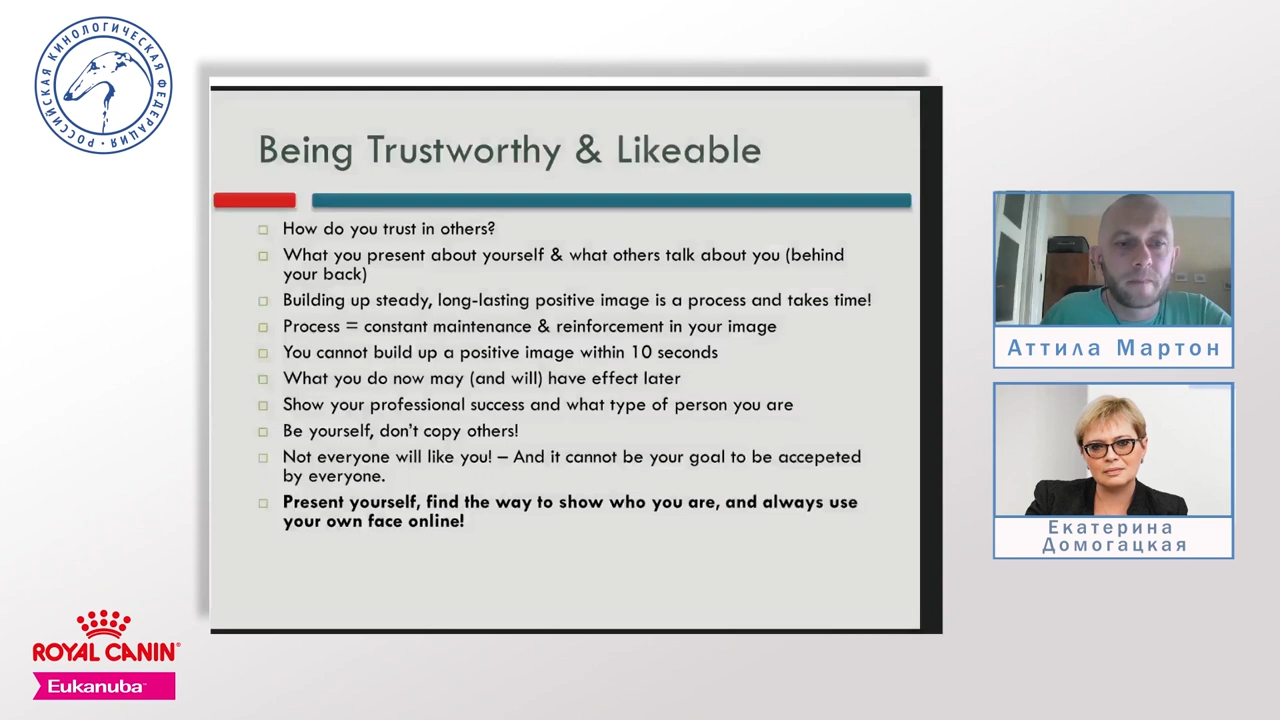 РОССИЙСКАЯ КИНОЛОГИЧЕСКАЯ ФЕДЕРАЦИЯ
Being Trustworthy & Likeable
How do you trust in others?
What you present about yourself & what others talk about you (behind
your back)
Building up steady, long-lasting positive image is a process and takes time!
Process = constant maintenance & reinforcement in your image
You cannot build up a positive image within 10 seconds
What you do now may (and will) have effect later
Show your professional success and what type of person you are
Be yourself, don't copy others!
Not everyone will like you! – And it cannot be your goal to be accepeted
by everyone.
Present yourself, find the way to show who you are, and always use
your own face online!
Аттила Мартон
Екатерина
Домогацкая
ROYAL CANIN
Eukanuba